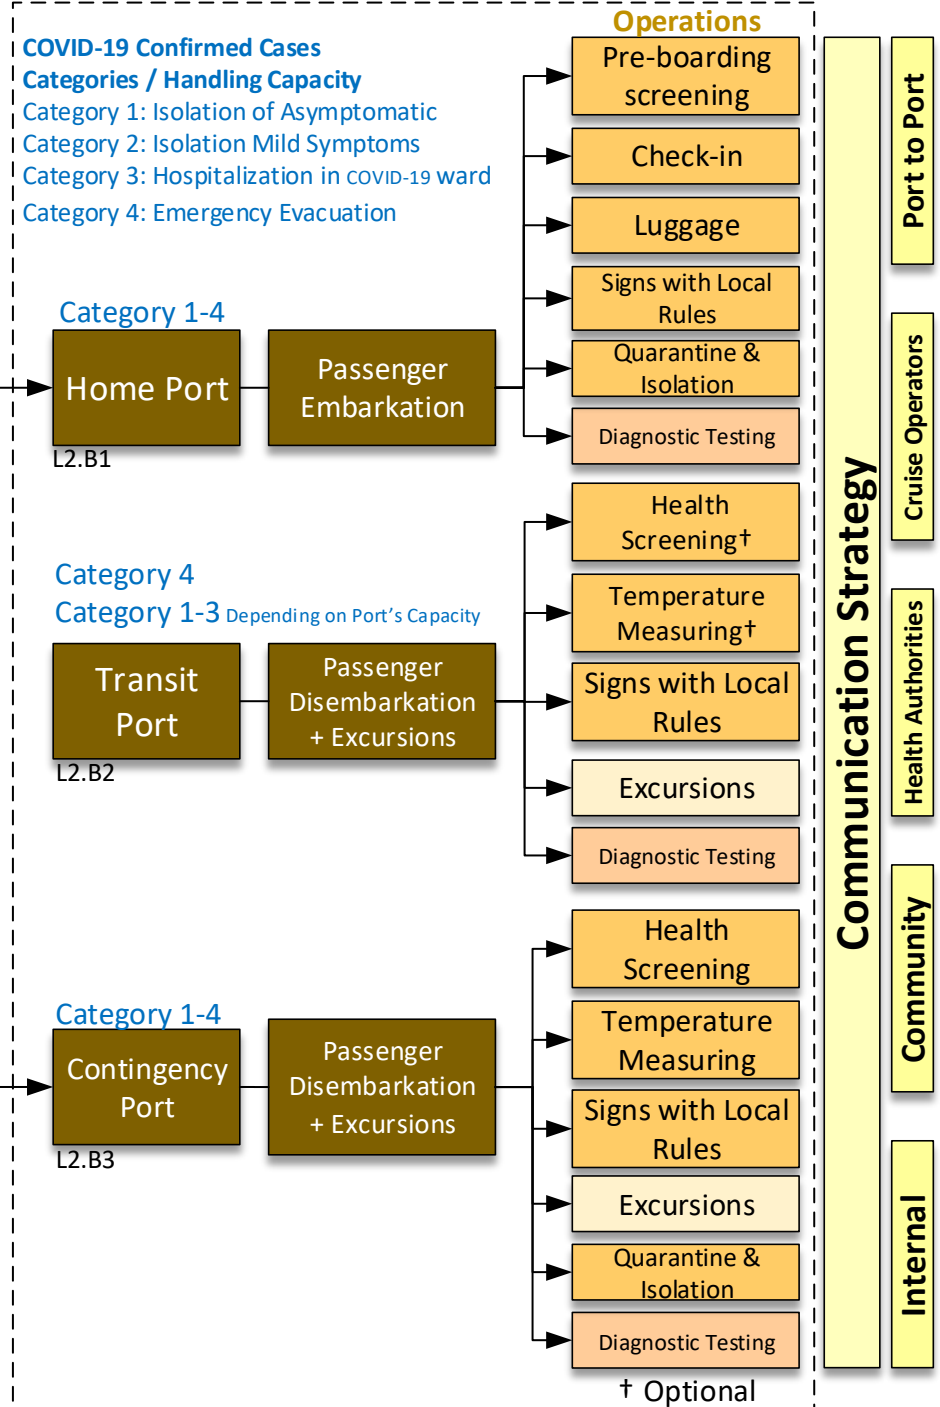 Operations
COVID-19 Confirmed Cases
Categories / Handling Capacity
Category 1: Isolation of Asymptomatic
Category 2: Isolation Mild Symptoms
Category 3: Hospitalization in COVID-19 ward
Category 4: Emergency Evacuation
Category 1-4
Home Port
L2.B1
Passenger
Embarkation
Pre-boarding
screening
Check-in
Luggage
Signs with Local
Rules
Quarantine &
Isolation
Diagnostic Testing
Category 4
Category 1-3 Depending on Port's Capacity
Transit
Port
L2.B2
Passenger
Disembarkation
+ Excursions
Health
Screening†
Temperature
Measuring†
Signs with Local
Rules
Excursions
Diagnostic Testing
Category 1-4
Contingency
Port
L2.B3
Passenger
Disembarkation
+ Excursions
Health
Screening
Temperature
Measuring
Signs with Local
Rules
Excursions
Quarantine &
Isolation
Diagnostic Testing
† Optional
Communication Strategy
Port to Port
Cruise Operators
Health Authorities
Community
Internal